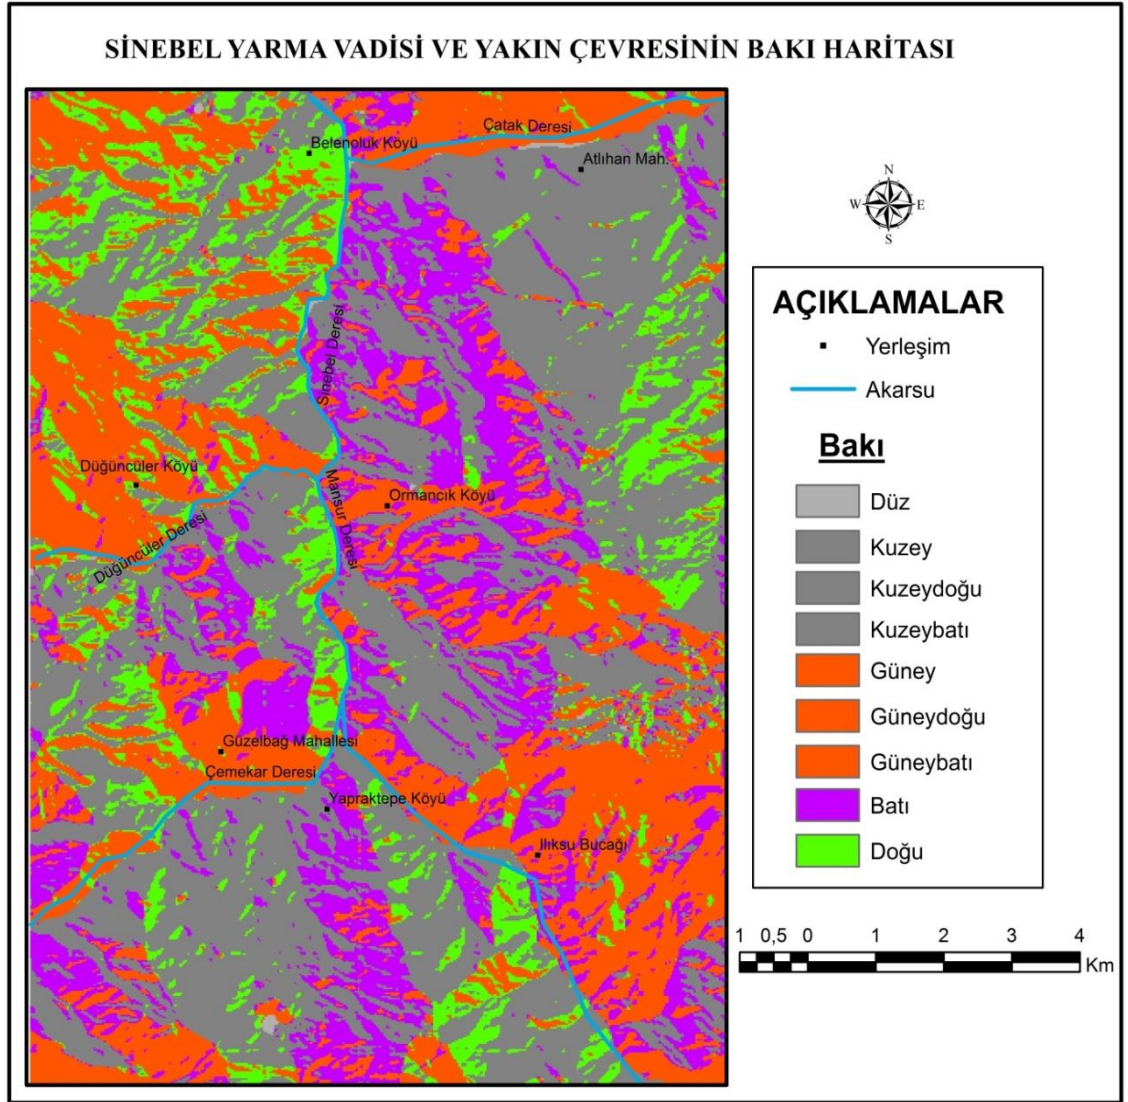 SİNEBEL YARMA VADİSİ VE YAKIN ÇEVRESİNİN BAKI HARİTASI
Çatak Deresi
Belenoluk Köyü
Atlıhan Mah.
Sinebel Deresi
Düğüncüler Köyü
Mansur Deresi
Ormancık Köyü
Düğüncüler Deresi
Güzelbağ Mahallesi
Çemekar Deresi
Yapraktepe Köyü
Ilıksu Bucağı
N
W E
S
AÇIKLAMALAR
Yerleşim
Akarsu
Bakı
Düz
Kuzey
Kuzeydoğu
Kuzeybatı
Güney
Güneydoğu
Güneybatı
Batı
Doğu
1 0,5 0 1 2 3 4
Km